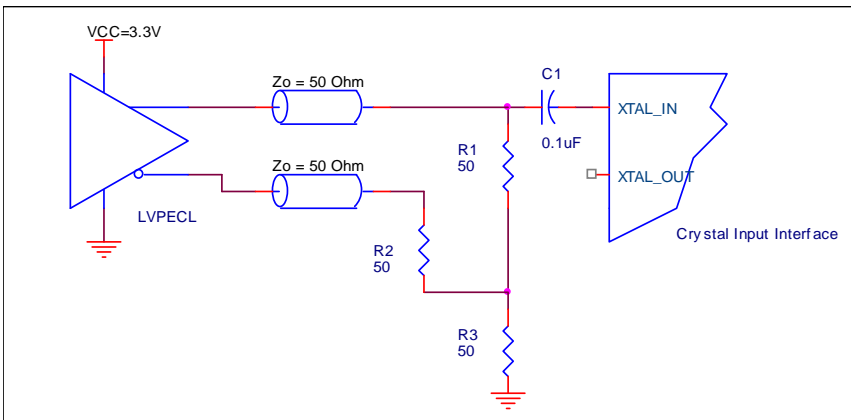 VCC=3.3V
Zo = 50 Ohm
C1
0.1uF
XTAL_IN
R1
50
Zo = 50 Ohm
XTAL_OUT
LVPECL
Crystal Input Interface
R2
50
R3
50